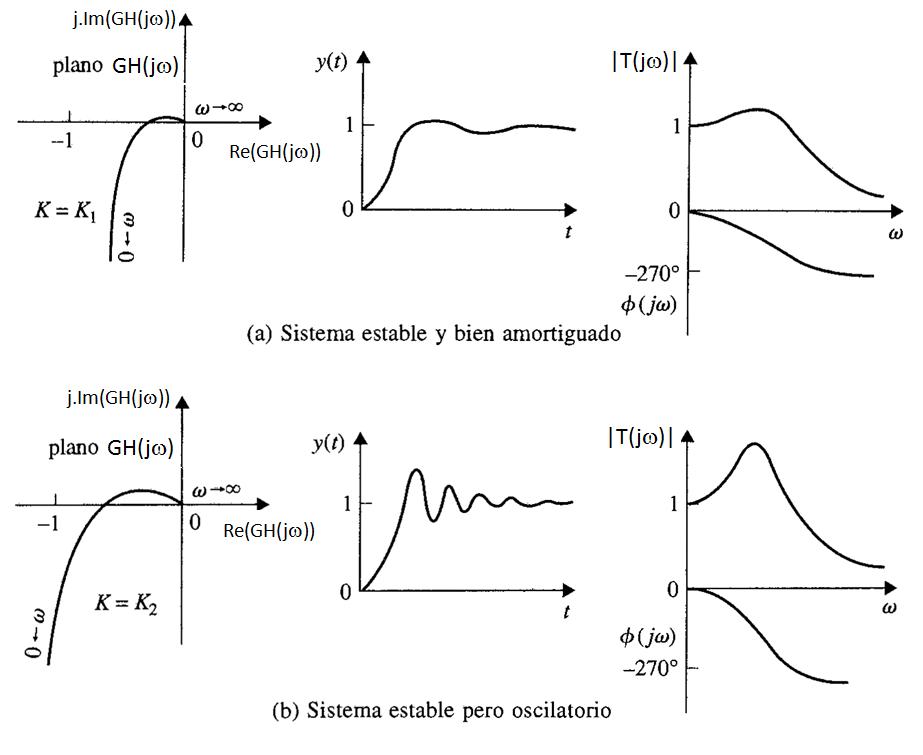 j.Im(GH(jω))
plano GH(jω)
ω→∞
−1
0
Re(GH(jω))
K = K₁
0←ω
y(t)
1
0
t
|T(jω)|
1
0
ω
−270°
ϕ(jω)
(a) Sistema estable y bien amortiguado
j.Im(GH(jω))
plano GH(jω)
ω→∞
−1
0
Re(GH(jω))
K = K₂
0←ω
y(t)
1
0
t
|T(jω)|
1
0
ω
ϕ(jω)
−270°
(b) Sistema estable pero oscilatorio